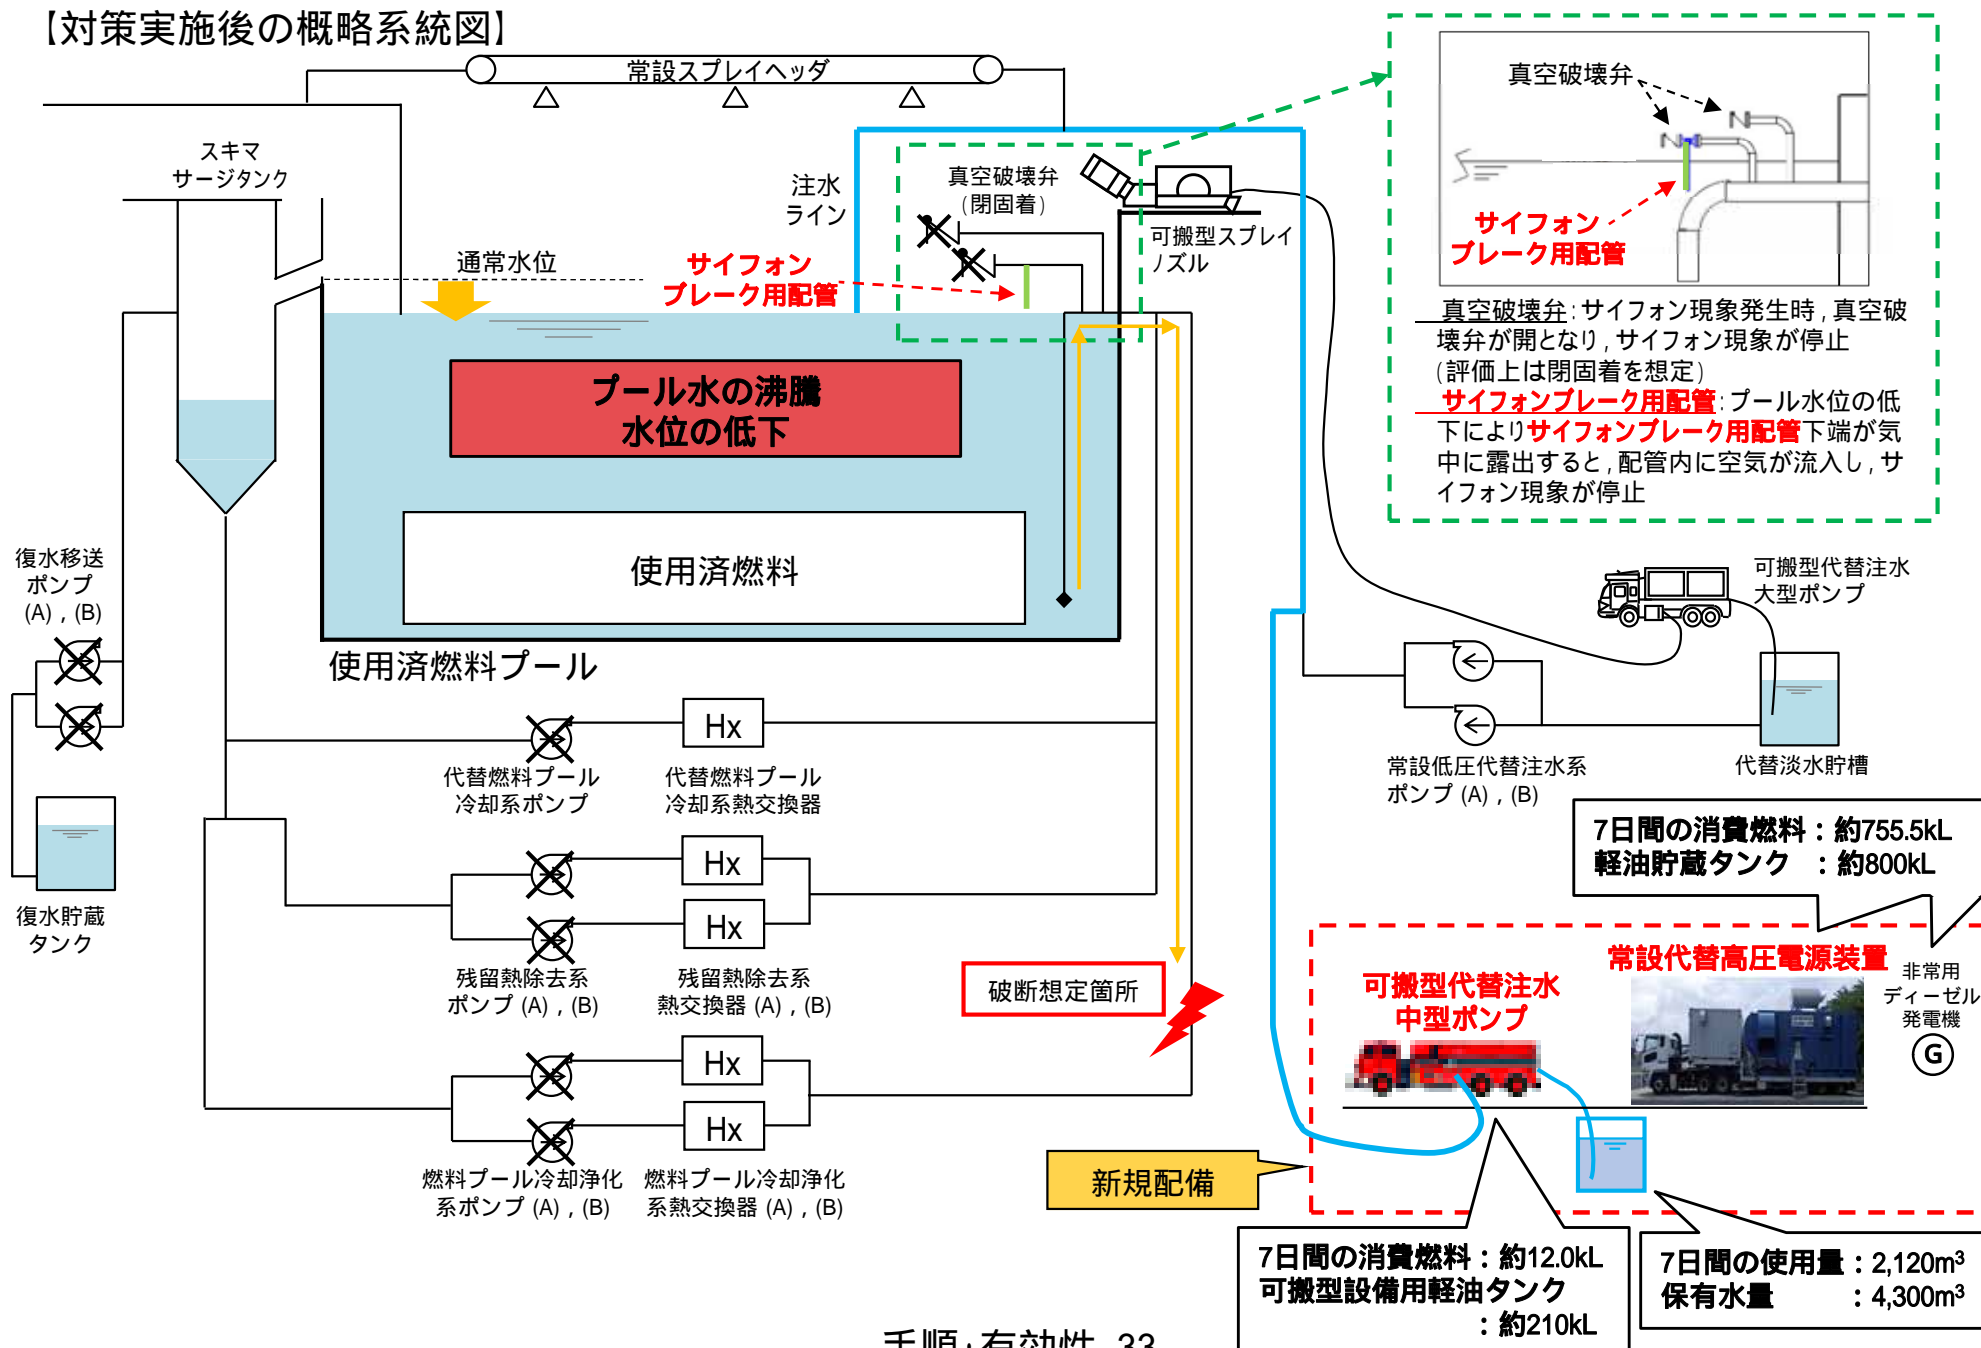 【対策実施後の概略系統図】
常設スプレイヘッダ
スキマ
サージタンク
通常水位
注水
ライン
真空破壊弁
(閉固着)
サイフォン
ブレーク用配管
可搬型スプレイ
ノズル
プール水の沸騰
水位の低下
使用済燃料
使用済燃料プール
真空破壊弁
サイフォン
ブレーク用配管
真空破壊弁:サイフォン現象発生時,真空破
壊弁が開となり,サイフォン現象が停止
(評価上は閉固着を想定)
サイフォンブレーク用配管:プール水位の低
下によりサイフォンブレーク用配管下端が気
中に露出すると,配管内に空気が流入し,サ
イフォン現象が停止
復水移送
ポンプ
(A),(B)
復水貯蔵
タンク
Hx
代替燃料プール
冷却系ポンプ
代替燃料プール
冷却系熱交換器
Hx
Hx
残留熱除去系
ポンプ(A),(B)
残留熱除去系
熱交換器(A),(B)
Hx
Hx
燃料プール冷却浄化
系ポンプ(A),(B)
燃料プール冷却浄化
系熱交換器(A),(B)
破断想定箇所
可搬型代替注水
大型ポンプ
常設低圧代替注水系
ポンプ(A),(B)
代替淡水貯槽
7日間の消費燃料:約755.5kL
軽油貯蔵タンク :約800kL
常設代替高圧電源装置
可搬型代替注水
中型ポンプ
非常用
ディーゼル
発電機
G
新規配備
7日間の消費燃料:約12.0kL
可搬型設備用軽油タンク
:約210kL
7日間の使用量:2,120m³
保有水量 :4,300m³
手順・有効性-33